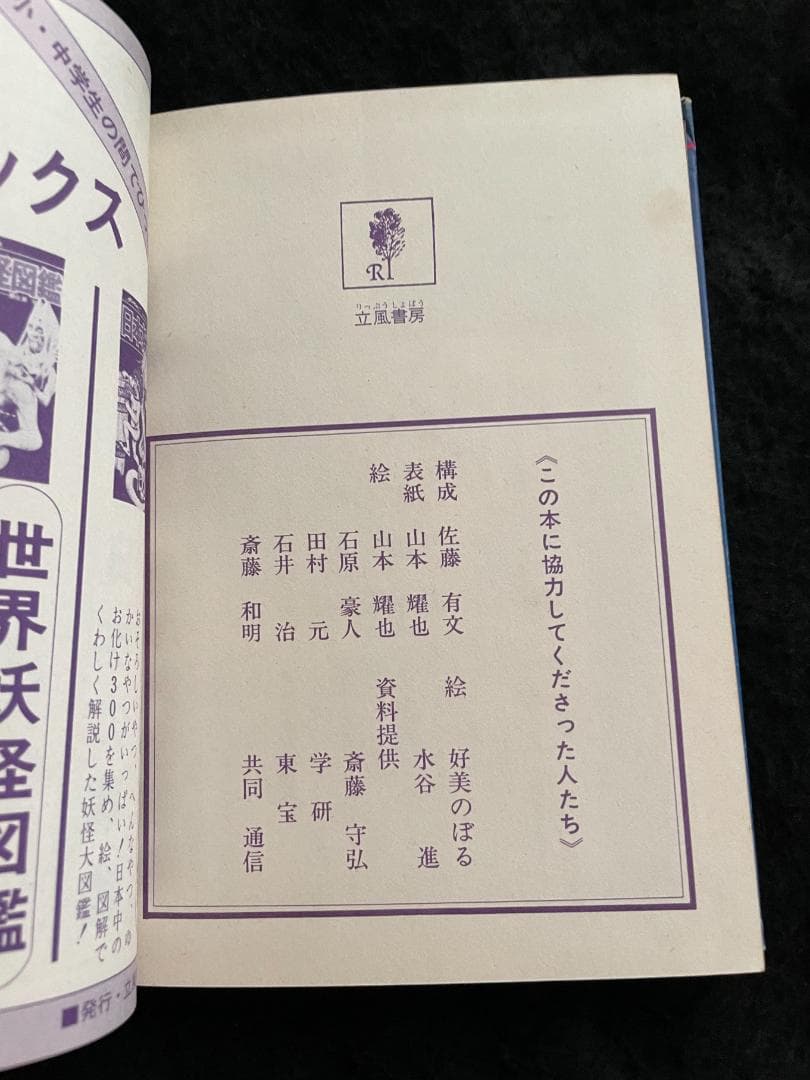 R
りっぷうしょぼう
立風書房
《この本に協力してくださった人たち》
構成 佐藤 有文
表紙 山本 耀也
絵 山本 耀也
石原 豪人
田村 元
石井 治
斎藤 和明
絵 好美のぼる
水谷 進
資料提供
斎藤 守弘
学研
東宝
共同 通信
小・中学生の間でひ
ックス
怪図鑑
おそろしいやつ、へんなやつ、
かいなやつがいっぱい!日本中の
お化け300を集め、絵、図解で
くわしく解説した妖怪大図鑑!
世界妖怪図鑑
■発行・立